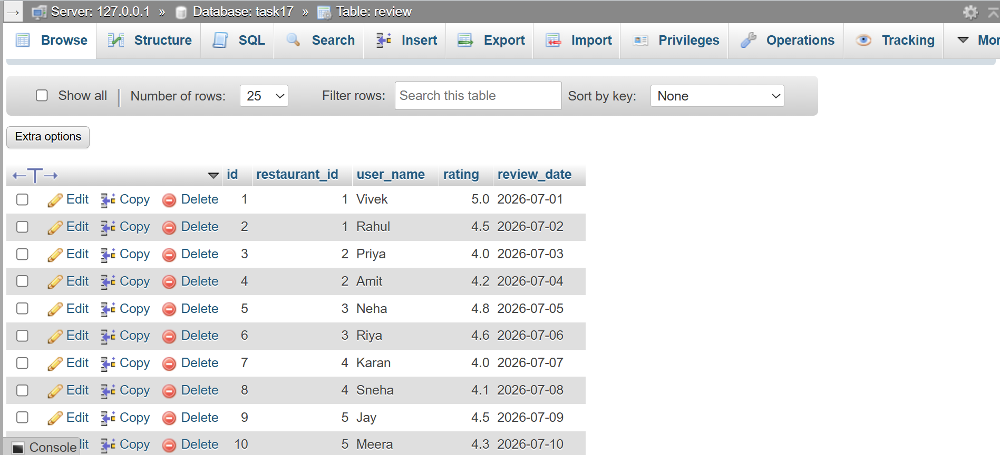 Server: 127.0.0.1 » Database: task17 » Table: review
Browse Structure SQL Search Insert Export Import Privileges Operations Tracking
Show all Number of rows: 25 Filter rows: Search this table Sort by key: None
Extra options
id restaurant_id user_name rating review_date
Edit Copy Delete 1 1 Vivek 5.0 2026-07-01
Edit Copy Delete 2 1 Rahul 4.5 2026-07-02
Edit Copy Delete 3 2 Priya 4.0 2026-07-03
Edit Copy Delete 4 2 Amit 4.2 2026-07-04
Edit Copy Delete 5 3 Neha 4.8 2026-07-05
Edit Copy Delete 6 3 Riya 4.6 2026-07-06
Edit Copy Delete 7 4 Karan 4.0 2026-07-07
Edit Copy Delete 8 4 Sneha 4.1 2026-07-08
Edit Copy Delete 9 5 Jay 4.5 2026-07-09
Copy Delete 10 5 Meera 4.3 2026-07-10
Console